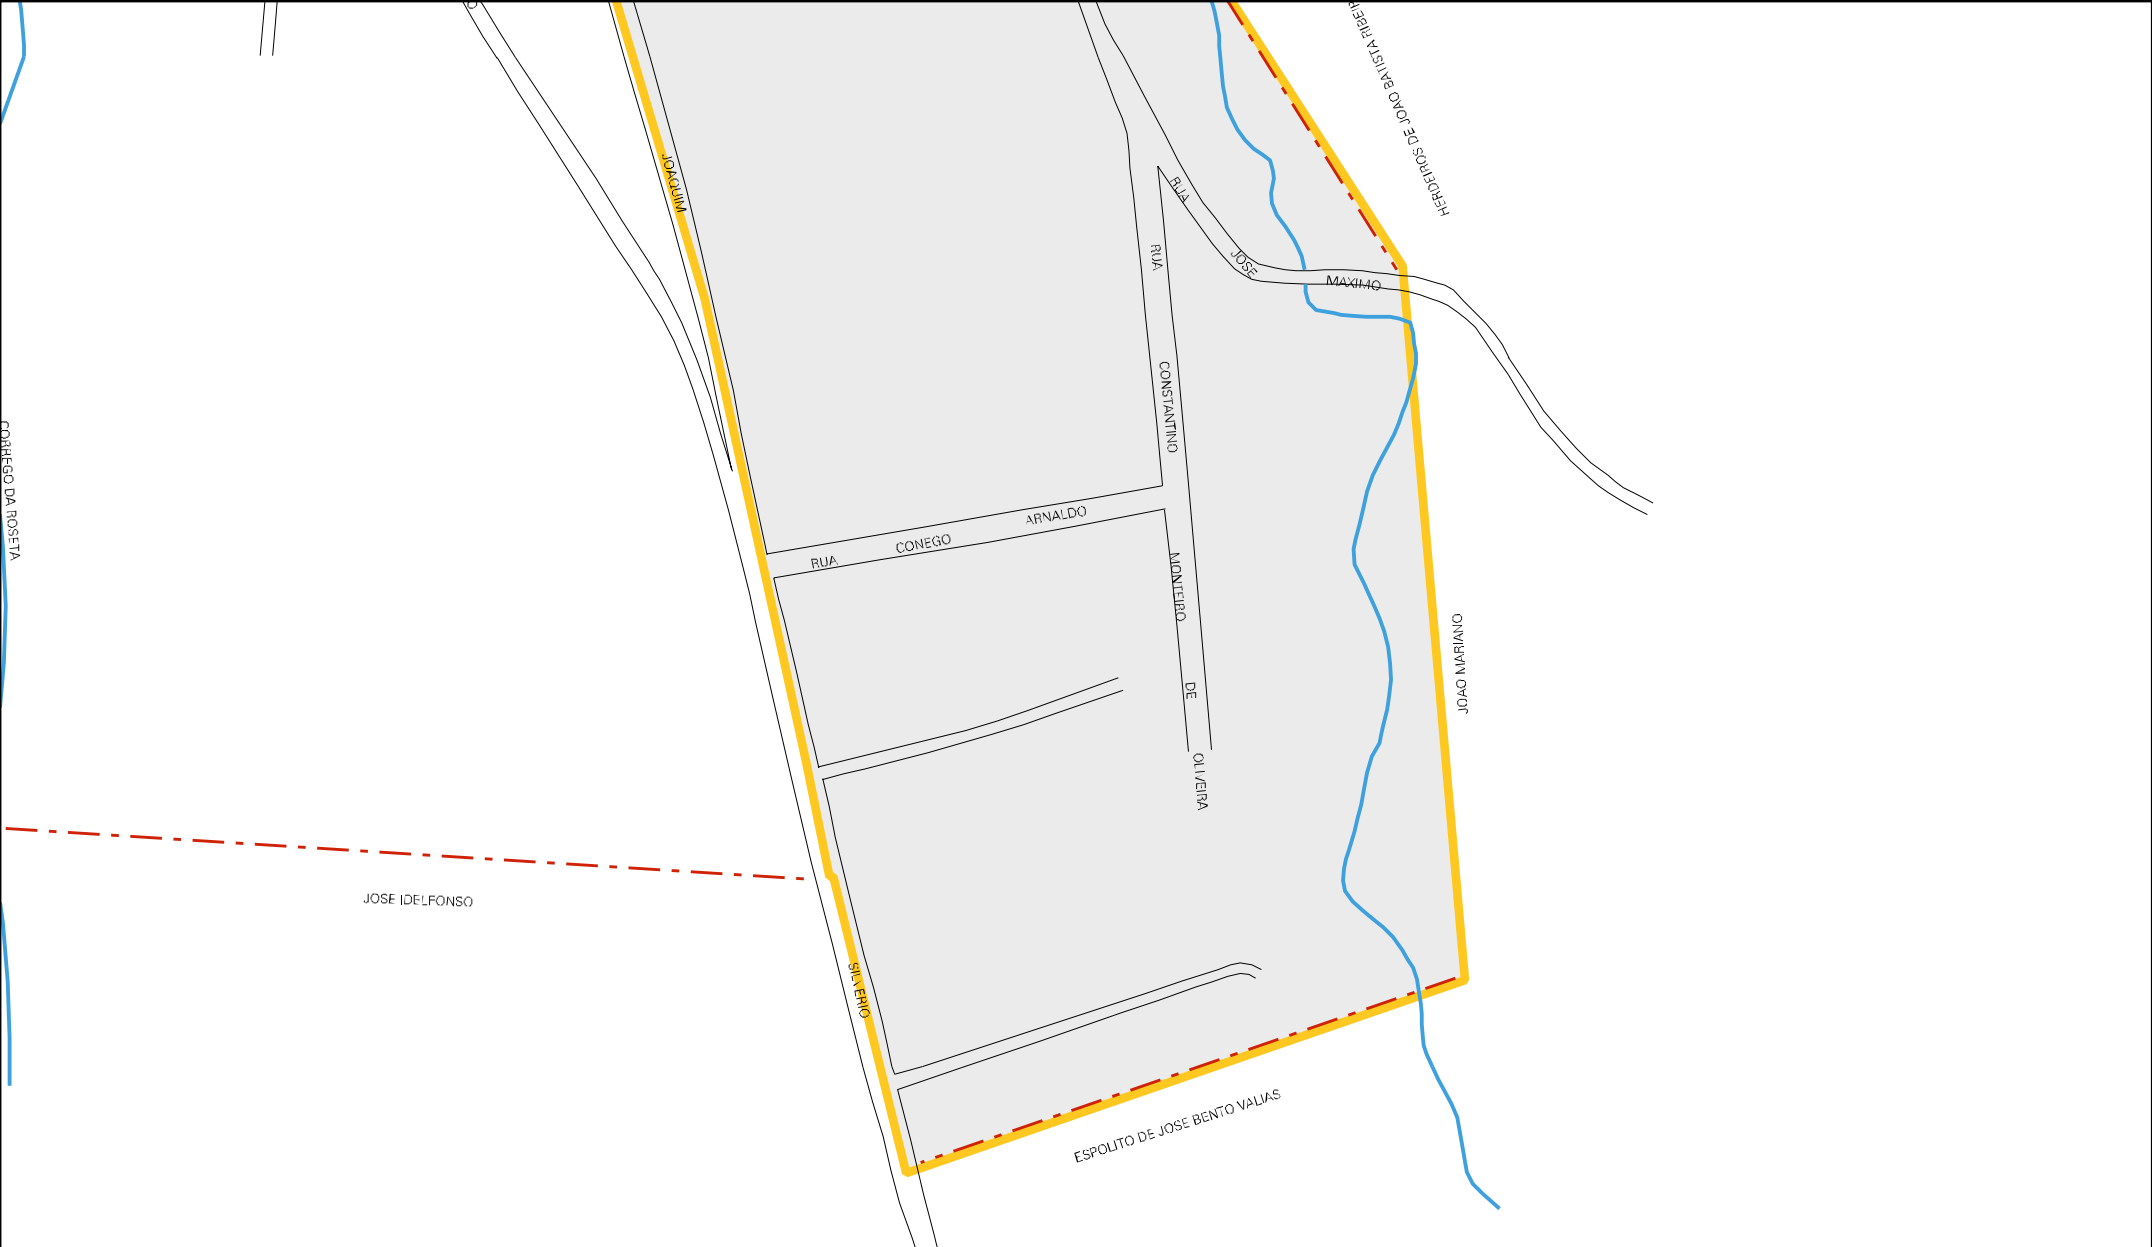 HERDEIROS DE JOAO BATISTA RIBEIR
JOAQUIM
RUA
JOSE
MAXIMO
RUA
CONSTANTINO
MONTEIRO
DE
OLIVEIRA
RUA
CONEGO
ARNALDO
CORREGO DA ROSETA
JOAO MARIANO
JOSE IDELFONSO
SILVERIO
ESPOLITO DE JOSE BENTO VALIAS